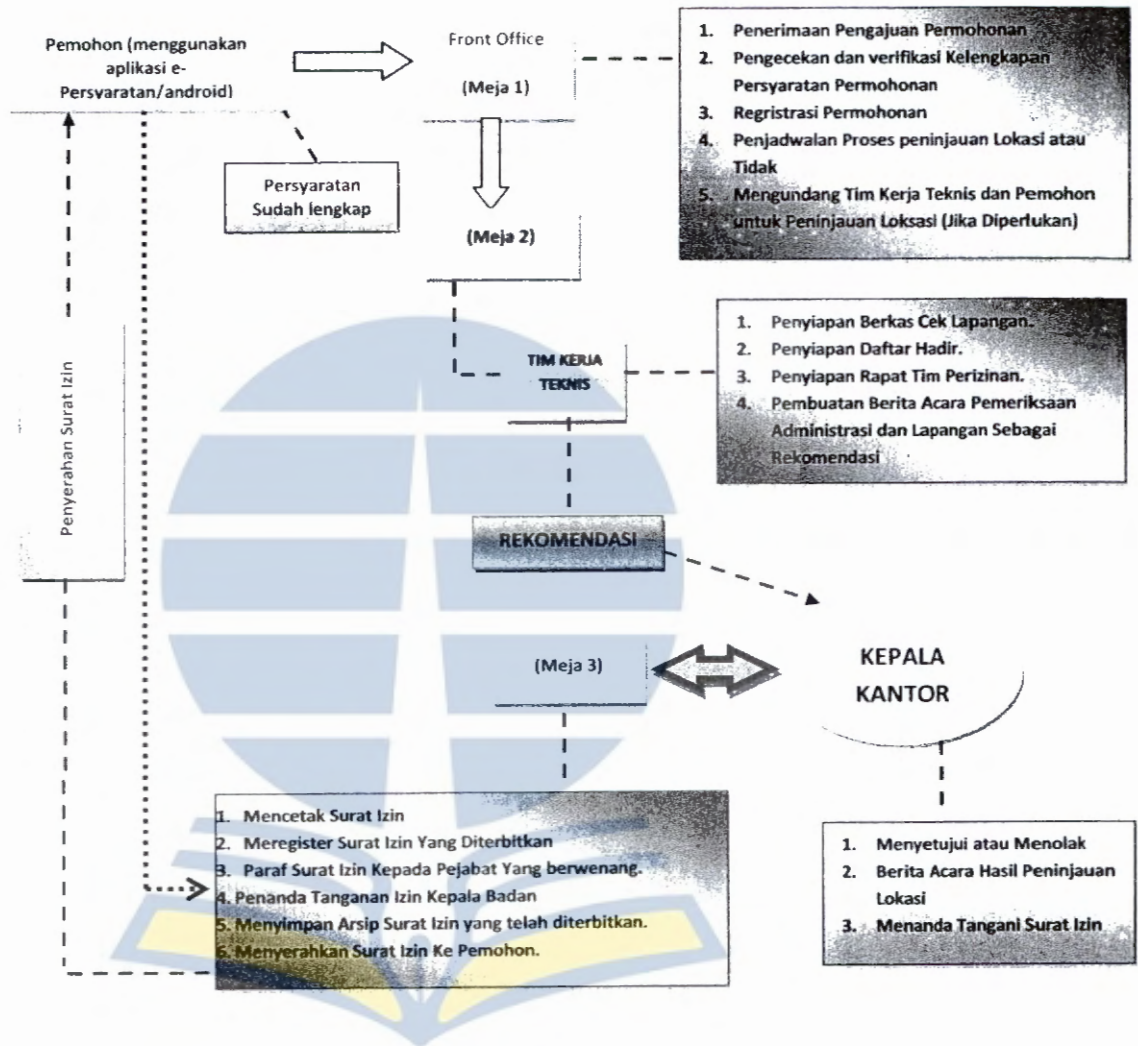 Pemohon (menggunakan
aplikasi e-
Persyaratan/android)
Front Office
(Meja 1)
1. Penerimaan Pengajuan Permohonan
2. Pengecekan dan verifikasi Kelengkapan
Persyaratan Permohonan
3. Regristrasi Permohonan
4. Penjadwalan Proses peninjauan Lokasi atau
Tidak
5. Mengundang Tim Kerja Teknis dan Pemohon
untuk Peninjauan Loksasi (Jika Diperlukan)
Persyaratan
Sudah lengkap
(Meja 2)
TIM KERJA
TEKNIS
1. Penyiapan Berkas Cek Lapangan.
2. Penyiapan Daftar Hadir.
3. Penyiapan Rapat Tim Perizinan.
4. Pembuatan Berita Acara Pemeriksaan
Administrasi dan Lapangan Sebagai
Rekomendasi
Penyerahan Surat Izin
REKOMENDASI
(Meja 3)
KEPALA
KANTOR
1. Mencetak Surat Izin
2. Meregister Surat Izin Yang Diterbitkan
3. Paraf Surat Izin Kepada Pejabat Yang berwenang.
4. Penanda Tanganan Izin Kepala Badan
5. Menyimpan Arsip Surat Izin yang telah diterbitkan.
6. Menyerahkan Surat Izin Ke Pemohon.
1. Menyetujui atau Menolak
2. Berita Acara Hasil Peninjauan
Lokasi
3. Menanda Tangani Surat Izin